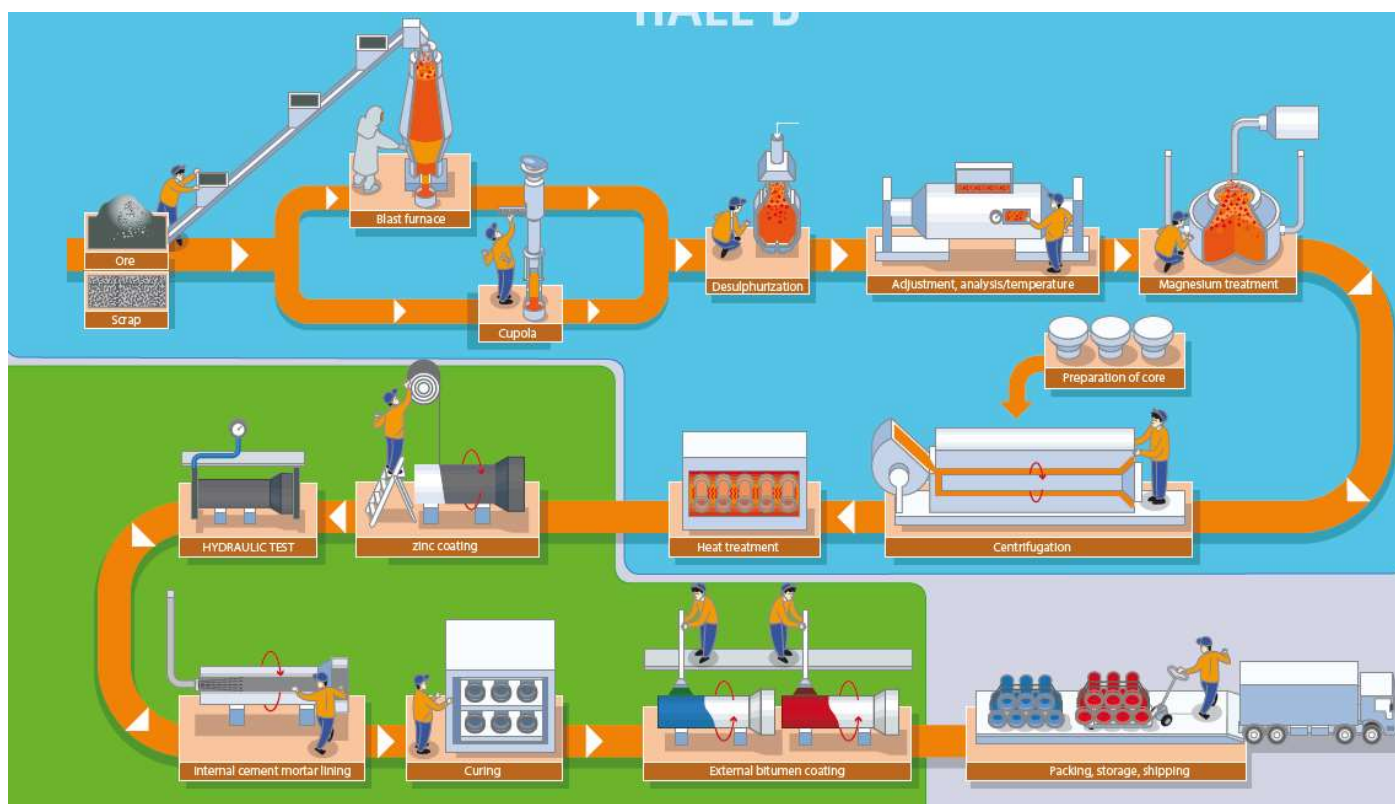 HALL B
Blast furnace
Ore
Scrap
Cupola
Desulphurization
Adjustment, analysis/temperature
Magnesium treatment
Preparation of core
HYDRAULIC TEST
zinc coating
Heat treatment
Centrifugation
Internal cement mortar lining
Curing
External bitumen coating
Packing, storage, shipping